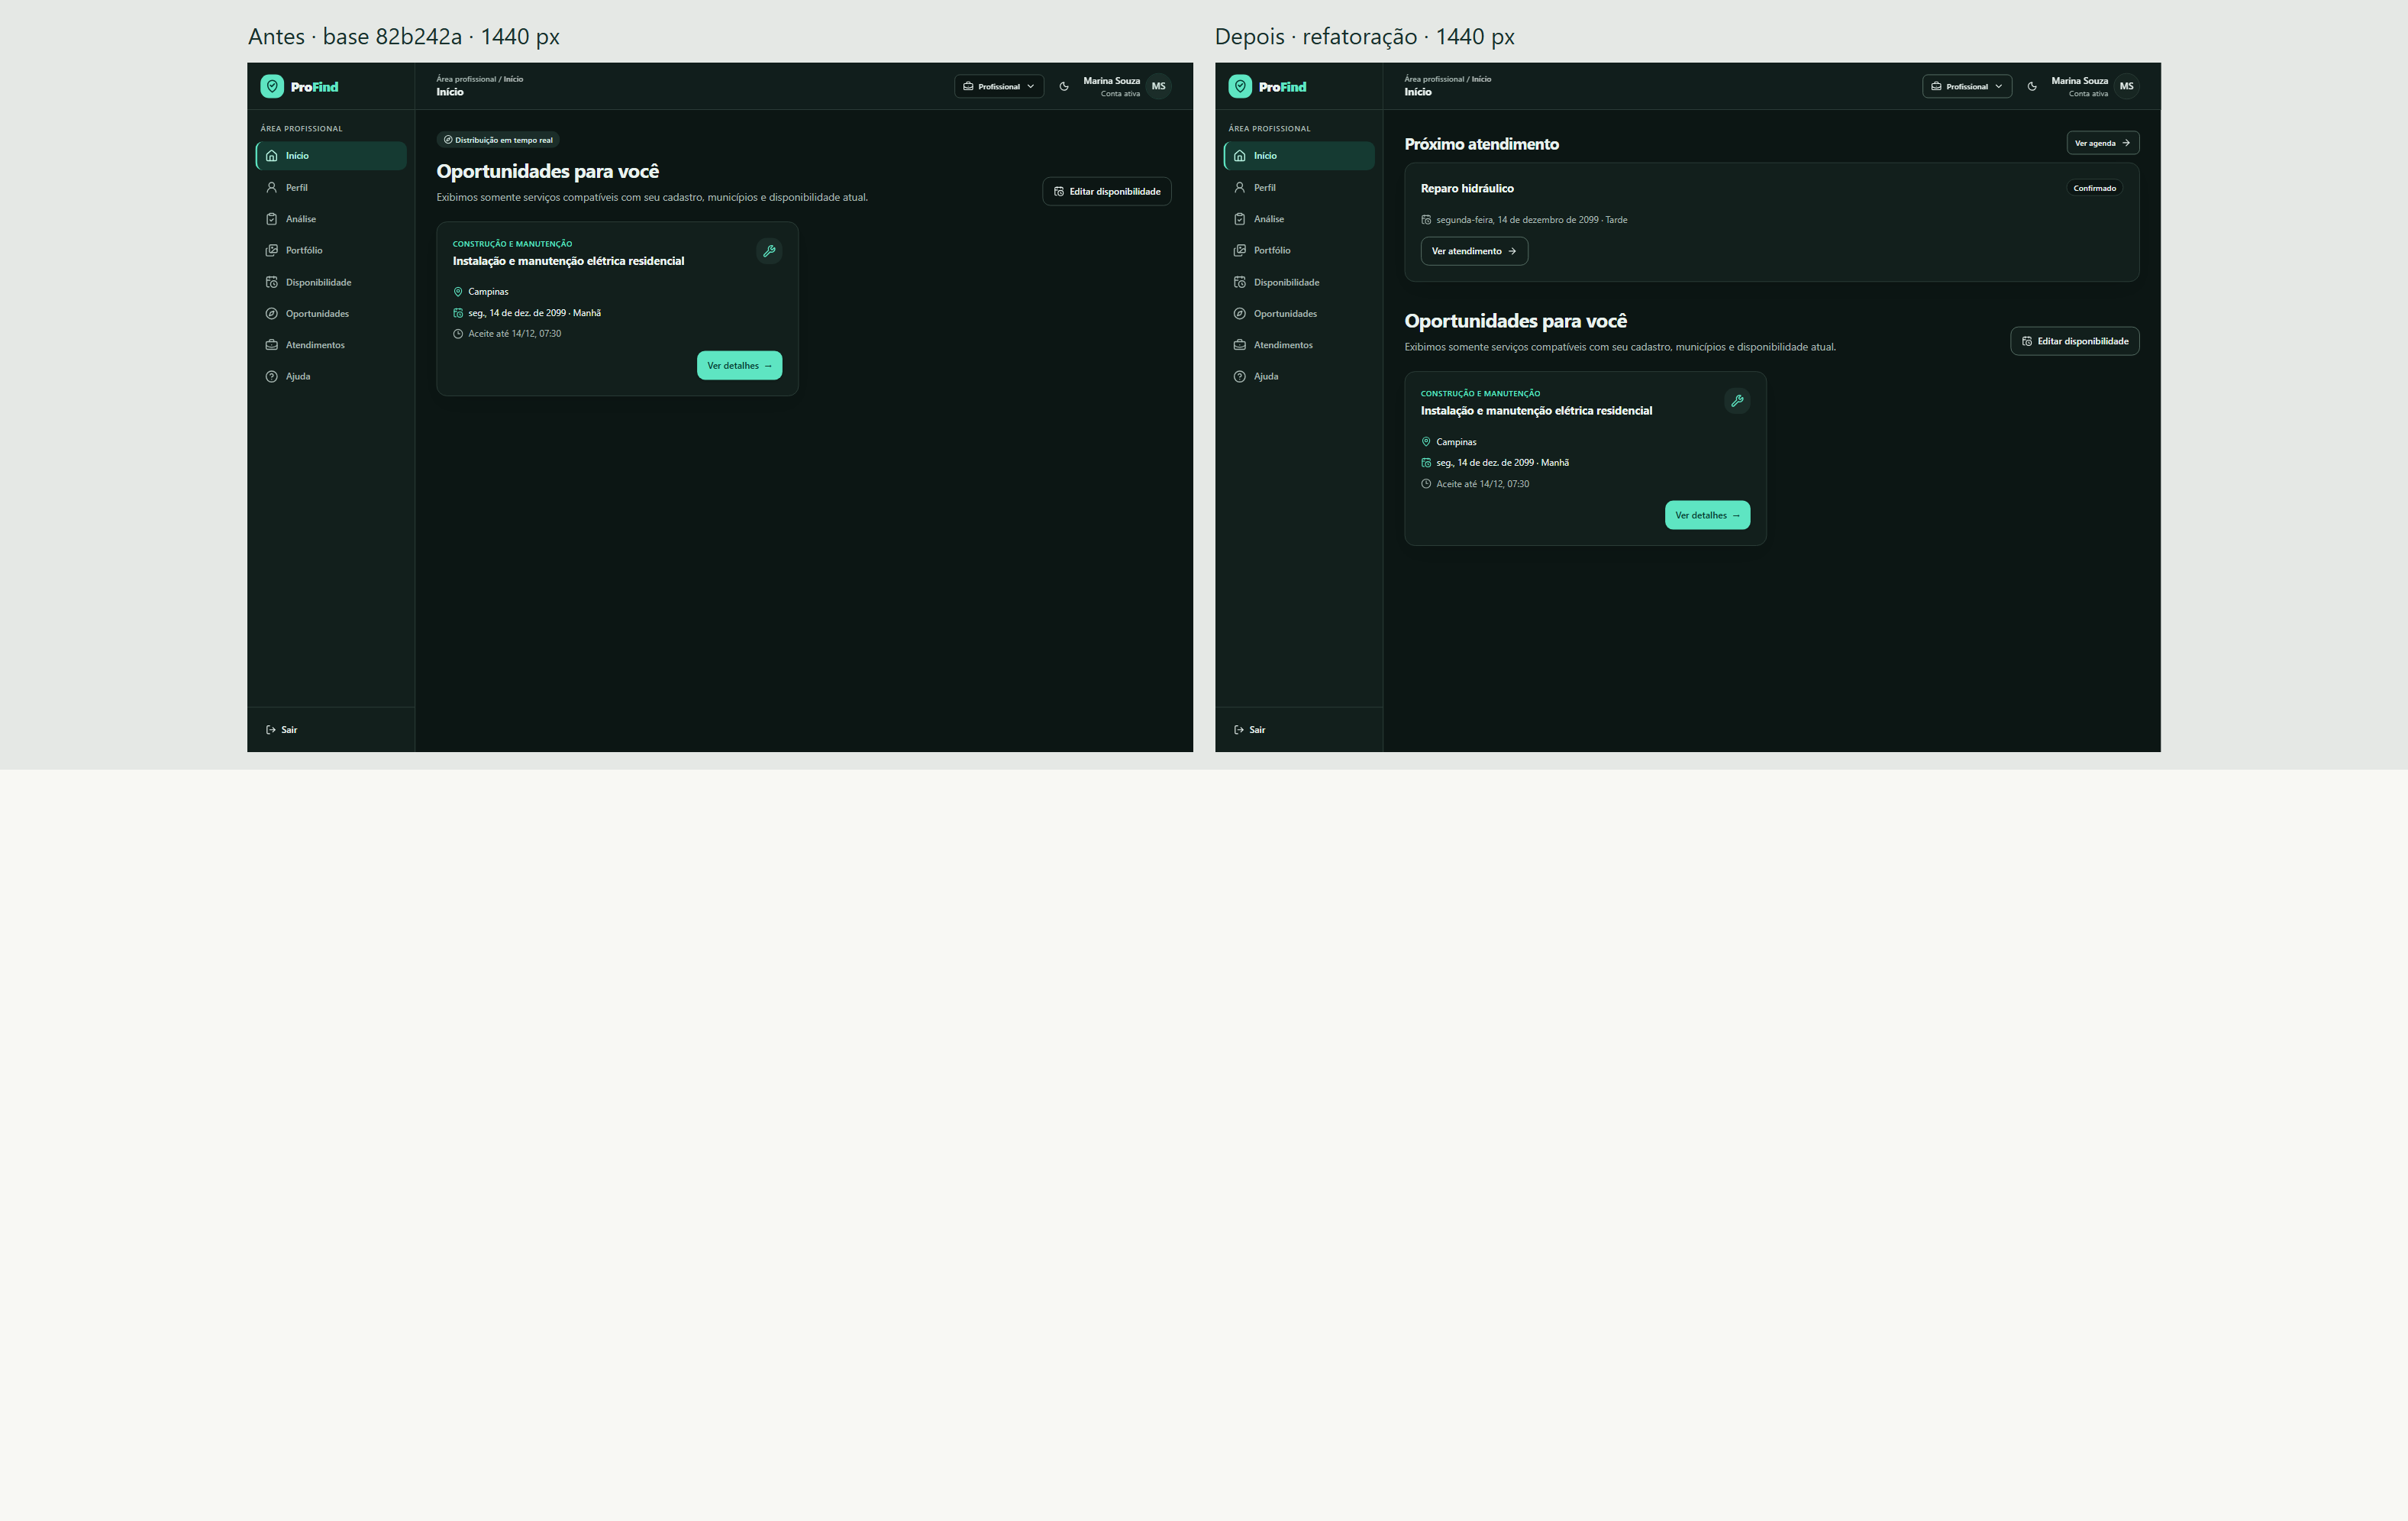 Antes · base 82b242a · 1440 px
ProFind
Área profissional / Início
Início
Profissional
Marina Souza
Conta ativa
MS
ÁREA PROFISSIONAL
Início
Perfil
Análise
Portfólio
Disponibilidade
Oportunidades
Atendimentos
Ajuda
Sair
Distribuição em tempo real
Oportunidades para você
Exibimos somente serviços compatíveis com seu cadastro, municípios e disponibilidade atual.
Editar disponibilidade
CONSTRUÇÃO E MANUTENÇÃO
Instalação e manutenção elétrica residencial
Campinas
seg., 14 de dez. de 2099 · Manhã
Aceite até 14/12, 07:30
Ver detalhes →
Depois · refatoração · 1440 px
ProFind
Área profissional / Início
Início
Profissional
Marina Souza
Conta ativa
MS
ÁREA PROFISSIONAL
Início
Perfil
Análise
Portfólio
Disponibilidade
Oportunidades
Atendimentos
Ajuda
Sair
Próximo atendimento
Ver agenda →
Reparo hidráulico
Confirmado
segunda-feira, 14 de dezembro de 2099 · Tarde
Ver atendimento →
Oportunidades para você
Exibimos somente serviços compatíveis com seu cadastro, municípios e disponibilidade atual.
Editar disponibilidade
CONSTRUÇÃO E MANUTENÇÃO
Instalação e manutenção elétrica residencial
Campinas
seg., 14 de dez. de 2099 · Manhã
Aceite até 14/12, 07:30
Ver detalhes →